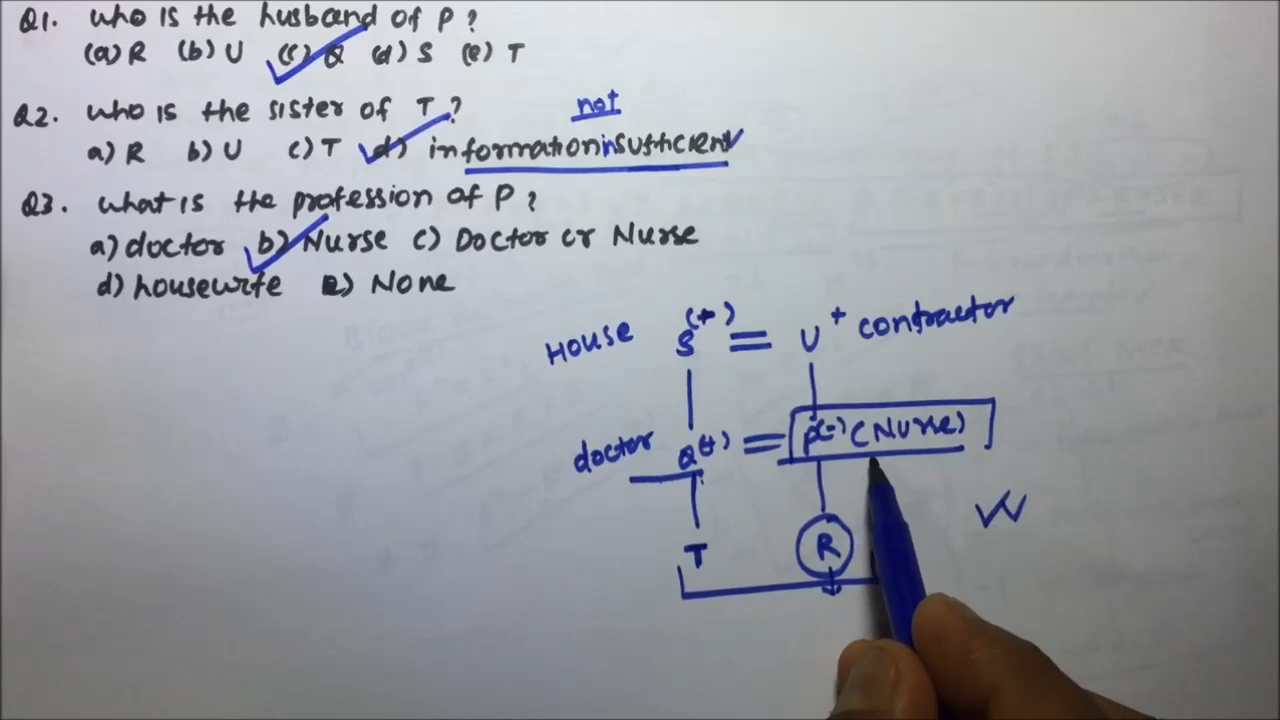 Q1. who is the husband of P?
(a) R (b) U (c) Q (d) S (e) T
Q2. who is the sister of T?
not
a) R b) U c) T d) information insufficient
Q3. what is the profession of P?
a) doctor b) Nurse c) Doctor or Nurse
d) housewife e) None
House S(+) = U+ contractor
doctor Q(+) = P(-) (Nurse)
T R